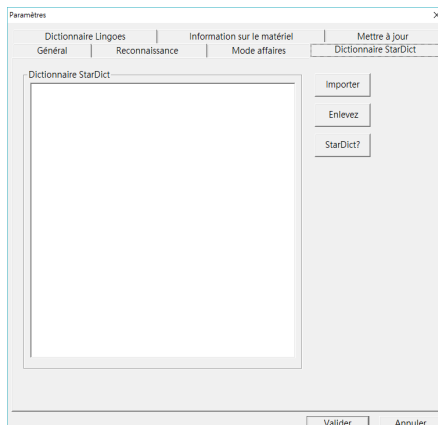 Paramètres
Dictionnaire Lingoes Information sur le matériel Mettre à jour
Général Reconnaissance Mode affaires Dictionnaire StarDict
Dictionnaire StarDict
Importer
Enlevez
StarDict?
Valider Annuler